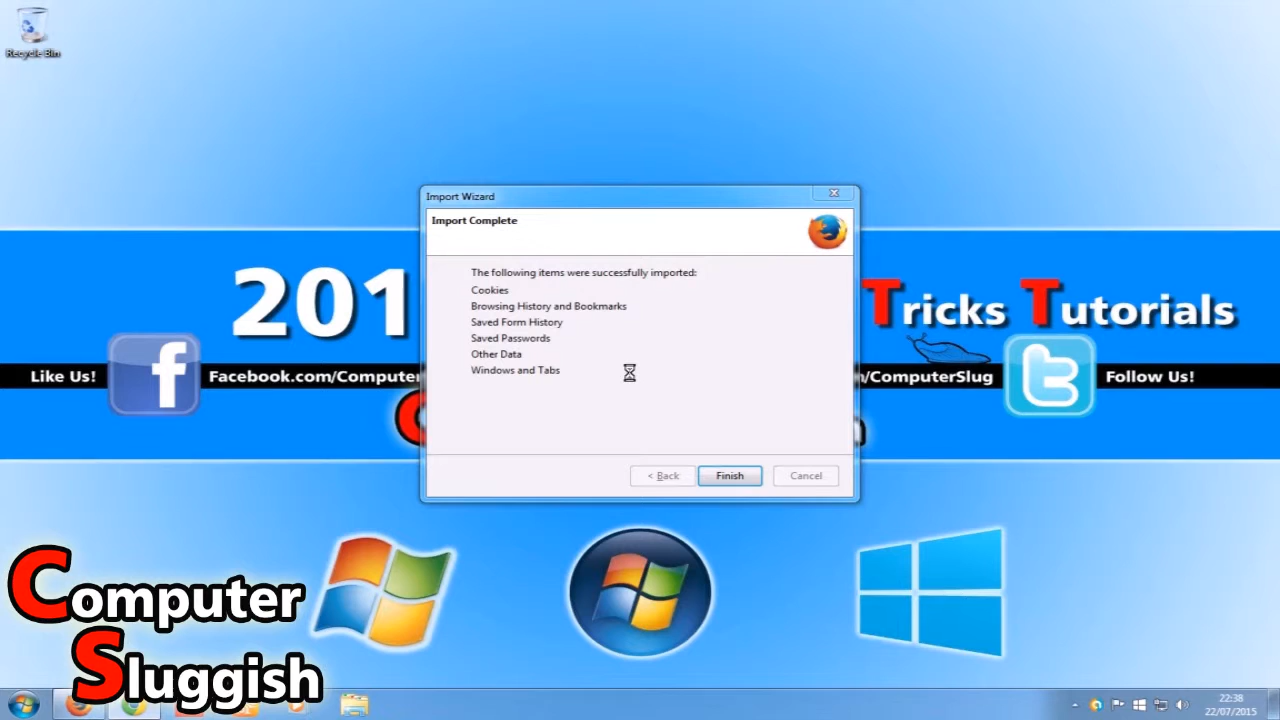 Recycle Bin
Import Wizard
Import Complete
The following items were successfully imported:
Cookies
Browsing History and Bookmarks
Saved Form History
Saved Passwords
Other Data
Windows and Tabs
< Back
Finish
Cancel
201
Tricks Tutorials
Like Us!
Facebook.com/Computer
/ComputerSlug
Follow Us!
Computer
Sluggish
22:38
22/07/2015